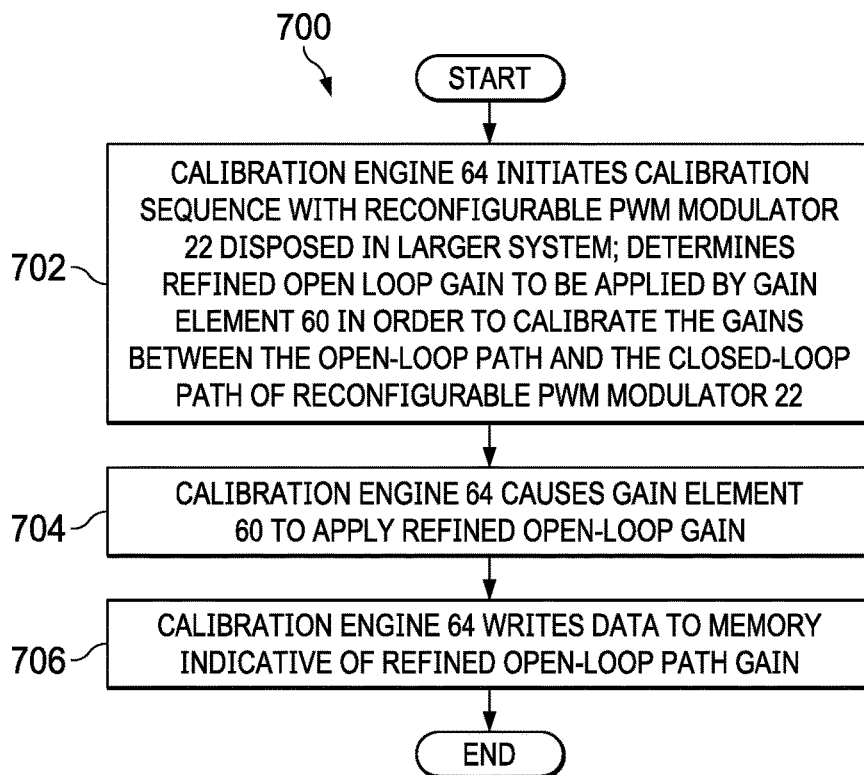 700
START
702
CALIBRATION ENGINE 64 INITIATES CALIBRATION
SEQUENCE WITH RECONFIGURABLE PWM MODULATOR
22 DISPOSED IN LARGER SYSTEM; DETERMINES
REFINED OPEN LOOP GAIN TO BE APPLIED BY GAIN
ELEMENT 60 IN ORDER TO CALIBRATE THE GAINS
BETWEEN THE OPEN-LOOP PATH AND THE CLOSED-LOOP
PATH OF RECONFIGURABLE PWM MODULATOR 22
704
CALIBRATION ENGINE 64 CAUSES GAIN ELEMENT
60 TO APPLY REFINED OPEN-LOOP GAIN
706
CALIBRATION ENGINE 64 WRITES DATA TO MEMORY
INDICATIVE OF REFINED OPEN-LOOP PATH GAIN
END